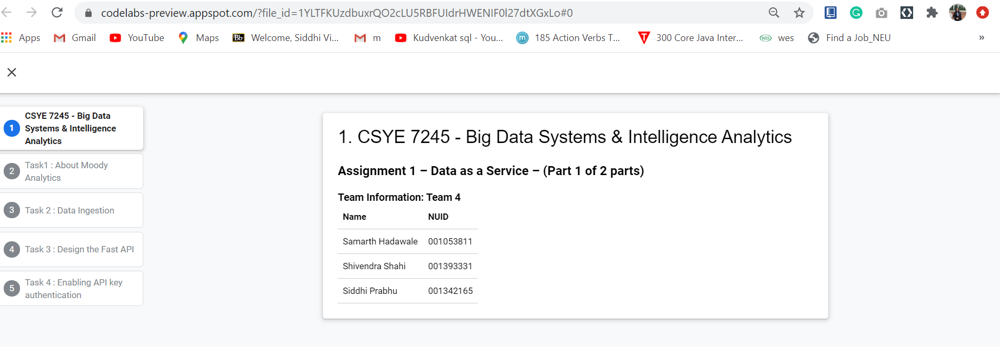 codelabs-preview.appspot.com/?file_id=1YLTFKUzdbuxrQO2cLU5RBFUIdrHWENIF0l27dtXGxLo#0
Apps Gmail YouTube Maps Bb Welcome, Siddhi Vi... m Kudvenkat sql - You... m 185 Action Verbs T... T 300 Core Java Inter... WES wes Find a Job_NEU »
1 CSYE 7245 - Big Data
Systems & Intelligence
Analytics
2 Task1 : About Moody
Analytics
3 Task 2 : Data Ingestion
4 Task 3 : Design the Fast API
5 Task 4 : Enabling API key
authentication
1. CSYE 7245 - Big Data Systems & Intelligence Analytics
Assignment 1 – Data as a Service – (Part 1 of 2 parts)
Team Information: Team 4
Name NUID
Samarth Hadawale 001053811
Shivendra Shahi 001393331
Siddhi Prabhu 001342165